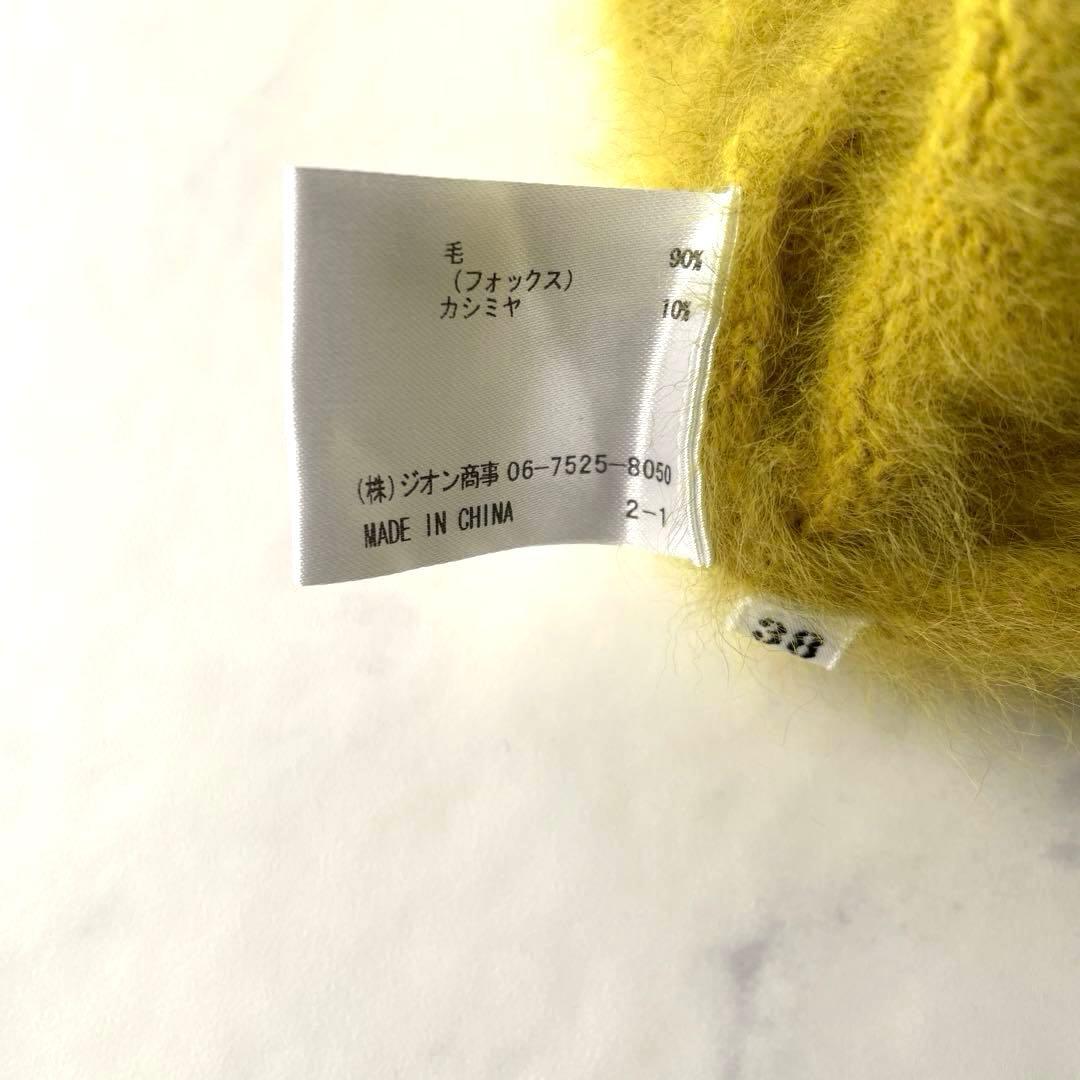 毛 90%
(フォックス)
カシミヤ 10%
(株)ジオン商事 06-7525-8050
MADE IN CHINA 2-1
38